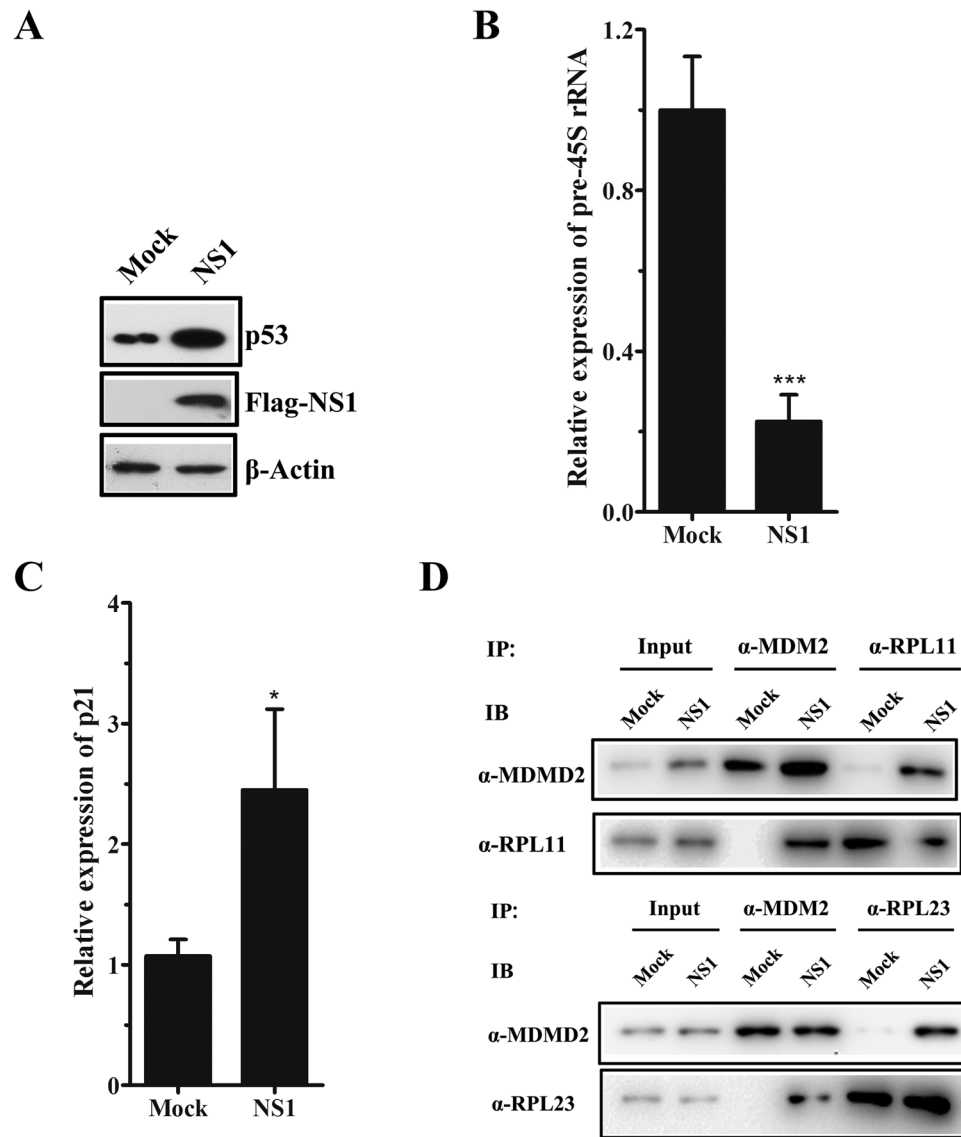 A
Mock NS1
p53
Flag-NS1
β-Actin
B
Relative expression of pre-45S rRNA
1.2
0.8
0.4
0.0
***
Mock NS1
C
Relative expression of p21
4
3
2
1
0
*
Mock NS1
D
IP: Input α-MDM2 α-RPL11
IB Mock NS1 Mock NS1 Mock NS1
α-MDMD2
α-RPL11
IP: Input α-MDM2 α-RPL23
IB Mock NS1 Mock NS1 Mock NS1
α-MDMD2
α-RPL23